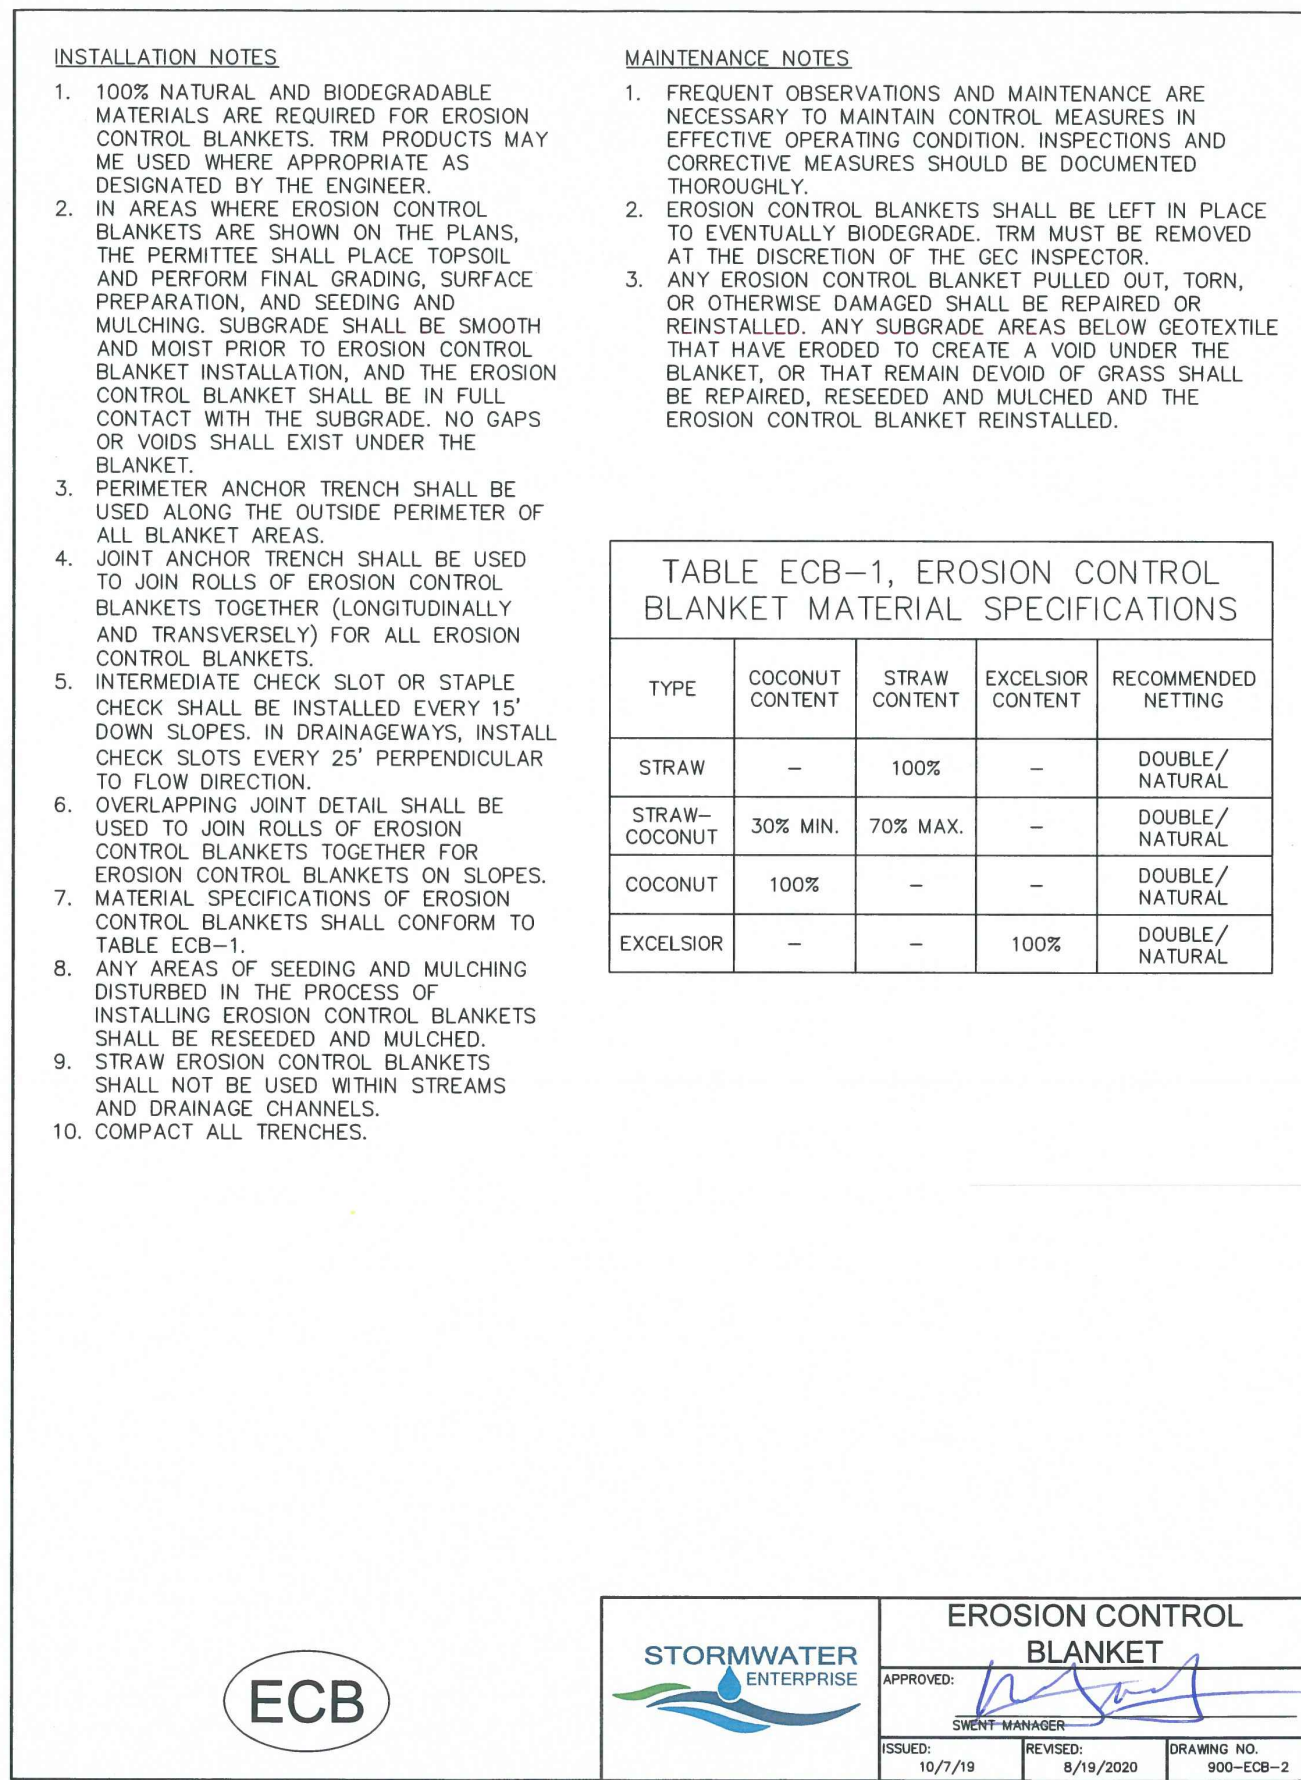 INSTALLATION NOTES
1. 100% NATURAL AND BIODEGRADABLE
MATERIALS ARE REQUIRED FOR EROSION
CONTROL BLANKETS. TRM PRODUCTS MAY
ME USED WHERE APPROPRIATE AS
DESIGNATED BY THE ENGINEER.
2. IN AREAS WHERE EROSION CONTROL
BLANKETS ARE SHOWN ON THE PLANS,
THE PERMITTEE SHALL PLACE TOPSOIL
AND PERFORM FINAL GRADING, SURFACE
PREPARATION, AND SEEDING AND
MULCHING. SUBGRADE SHALL BE SMOOTH
AND MOIST PRIOR TO EROSION CONTROL
BLANKET INSTALLATION, AND THE EROSION
CONTROL BLANKET SHALL BE IN FULL
CONTACT WITH THE SUBGRADE. NO GAPS
OR VOIDS SHALL EXIST UNDER THE
BLANKET.
3. PERIMETER ANCHOR TRENCH SHALL BE
USED ALONG THE OUTSIDE PERIMETER OF
ALL BLANKET AREAS.
4. JOINT ANCHOR TRENCH SHALL BE USED
TO JOIN ROLLS OF EROSION CONTROL
BLANKETS TOGETHER (LONGITUDINALLY
AND TRANSVERSELY) FOR ALL EROSION
CONTROL BLANKETS.
5. INTERMEDIATE CHECK SLOT OR STAPLE
CHECK SHALL BE INSTALLED EVERY 15'
DOWN SLOPES. IN DRAINAGEWAYS, INSTALL
CHECK SLOTS EVERY 25' PERPENDICULAR
TO FLOW DIRECTION.
6. OVERLAPPING JOINT DETAIL SHALL BE
USED TO JOIN ROLLS OF EROSION
CONTROL BLANKETS TOGETHER FOR
EROSION CONTROL BLANKETS ON SLOPES.
7. MATERIAL SPECIFICATIONS OF EROSION
CONTROL BLANKETS SHALL CONFORM TO
TABLE ECB-1.
8. ANY AREAS OF SEEDING AND MULCHING
DISTURBED IN THE PROCESS OF
INSTALLING EROSION CONTROL BLANKETS
SHALL BE RESEEDED AND MULCHED.
9. STRAW EROSION CONTROL BLANKETS
SHALL NOT BE USED WITHIN STREAMS
AND DRAINAGE CHANNELS.
10. COMPACT ALL TRENCHES.
MAINTENANCE NOTES
1. FREQUENT OBSERVATIONS AND MAINTENANCE ARE
NECESSARY TO MAINTAIN CONTROL MEASURES IN
EFFECTIVE OPERATING CONDITION. INSPECTIONS AND
CORRECTIVE MEASURES SHOULD BE DOCUMENTED
THOROUGHLY.
2. EROSION CONTROL BLANKETS SHALL BE LEFT IN PLACE
TO EVENTUALLY BIODEGRADE. TRM MUST BE REMOVED
AT THE DISCRETION OF THE GEC INSPECTOR.
3. ANY EROSION CONTROL BLANKET PULLED OUT, TORN,
OR OTHERWISE DAMAGED SHALL BE REPAIRED OR
REINSTALLED. ANY SUBGRADE AREAS BELOW GEOTEXTILE
THAT HAVE ERODED TO CREATE A VOID UNDER THE
BLANKET, OR THAT REMAIN DEVOID OF GRASS SHALL
BE REPAIRED, RESEEDED AND MULCHED AND THE
EROSION CONTROL BLANKET REINSTALLED.
TABLE ECB-1, EROSION CONTROL
BLANKET MATERIAL SPECIFICATIONS
TYPE COCONUT CONTENT STRAW CONTENT EXCELSIOR CONTENT RECOMMENDED NETTING
STRAW - 100% - DOUBLE/ NATURAL
STRAW- COCONUT 30% MIN. 70% MAX. - DOUBLE/ NATURAL
COCONUT 100% - - DOUBLE/ NATURAL
EXCELSIOR - - 100% DOUBLE/ NATURAL
ECB
STORMWATER
ENTERPRISE
EROSION CONTROL
BLANKET
APPROVED:
SWENT MANAGER
ISSUED: REVISED: DRAWING NO.
10/7/19 8/19/2020 900-ECB-2